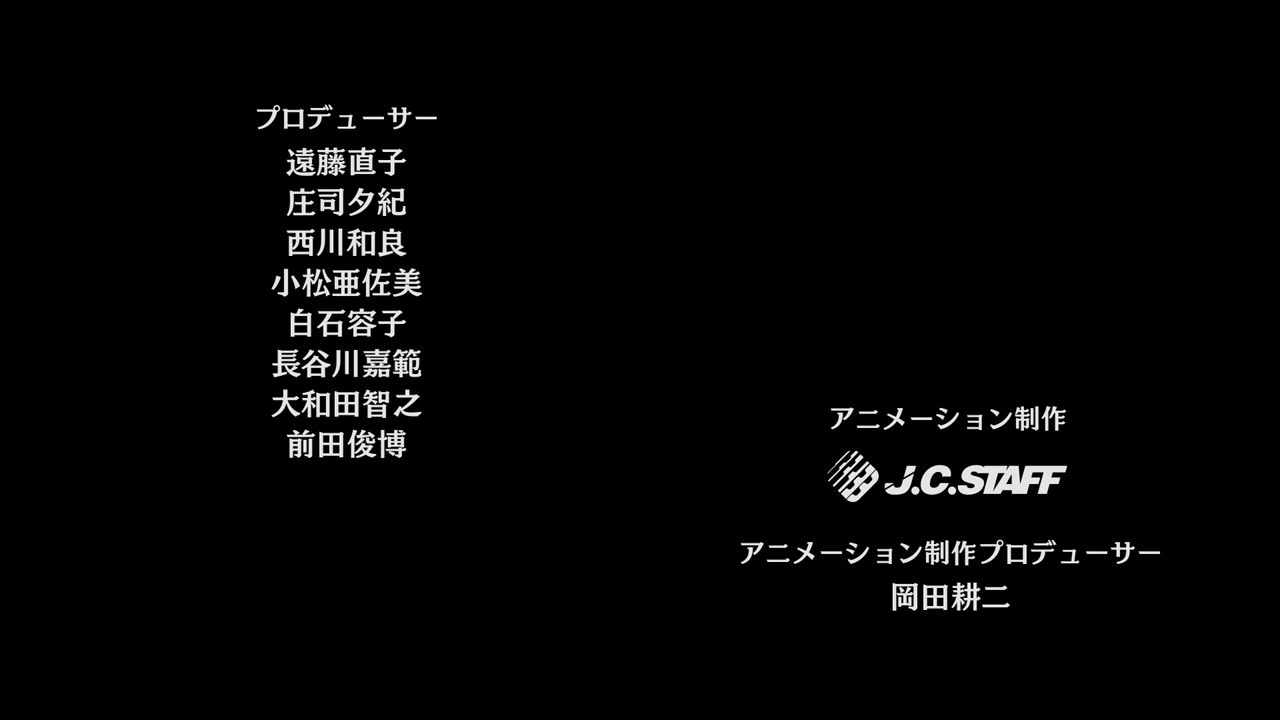 プロデューサー
遠藤直子
庄司夕紀
西川和良
小松亜佐美
白石容子
長谷川嘉範
大和田智之
前田俊博
アニメーション制作
J.C.STAFF
アニメーション制作プロデューサー
岡田耕二